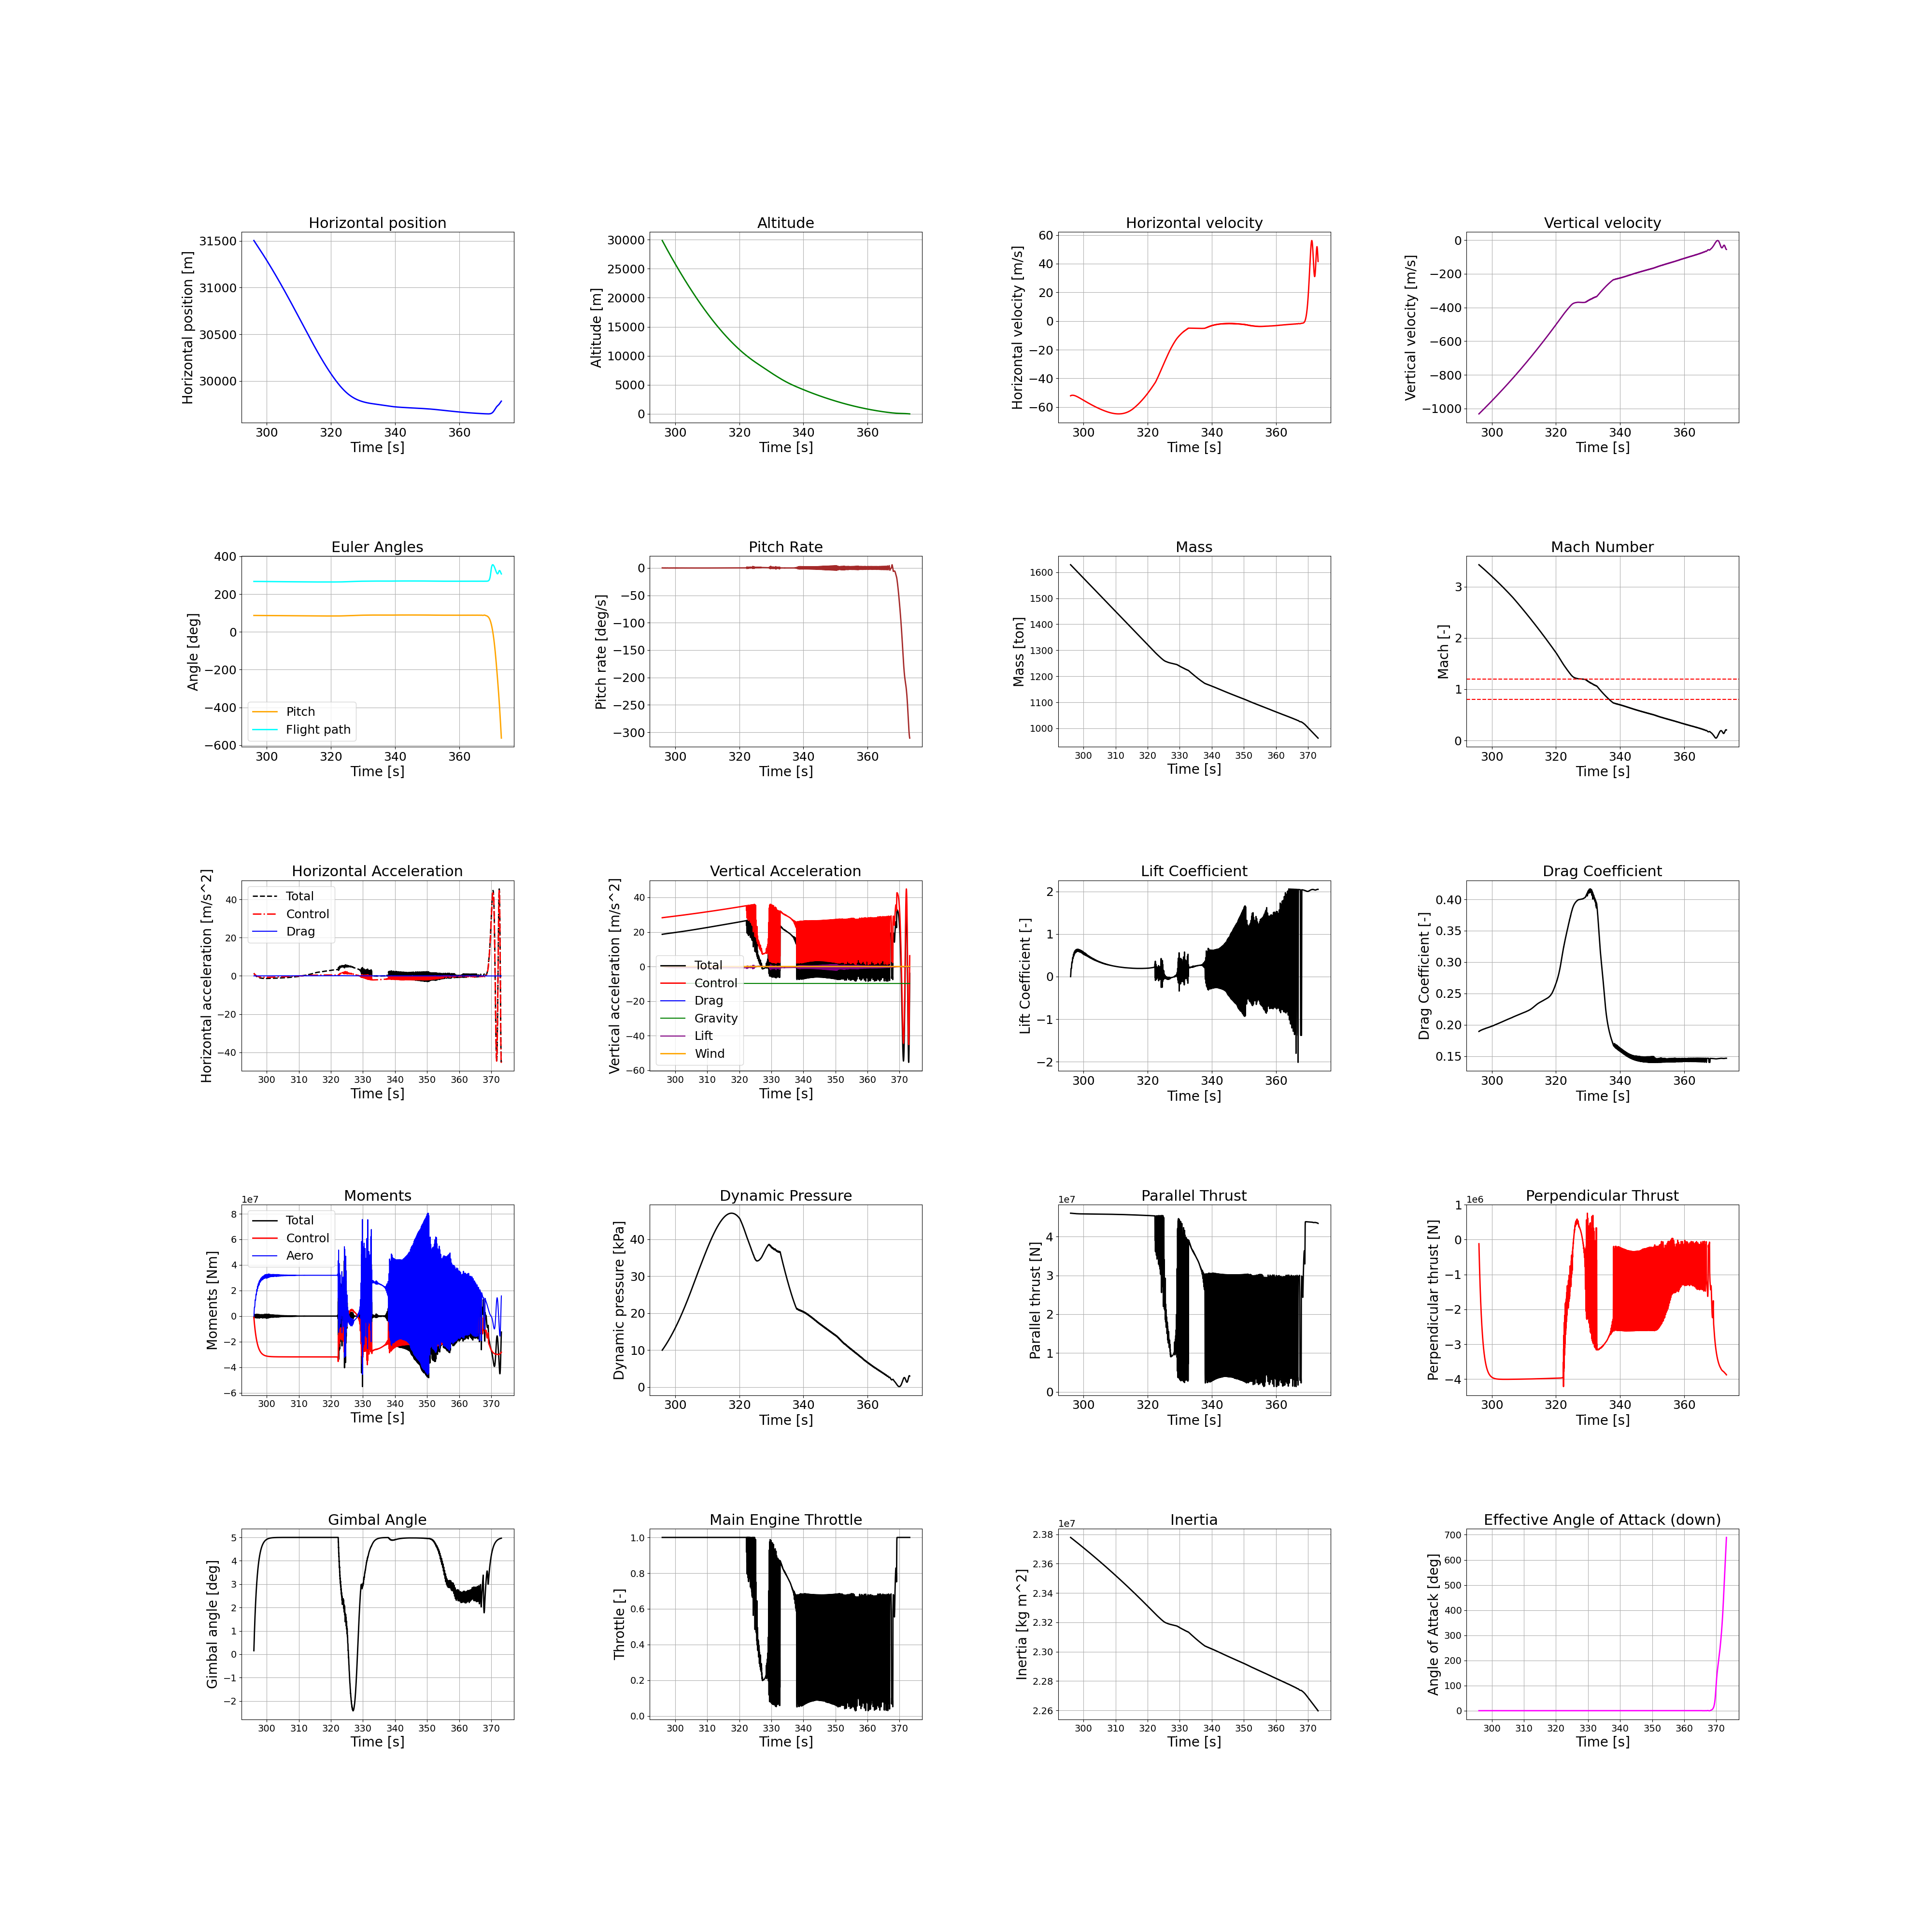 Horizontal position
Horizontal position [m]
31500
31000
30500
30000
300 320 340 360
Time [s]
Altitude
Altitude [m]
30000
25000
20000
15000
10000
5000
0
300 320 340 360
Time [s]
Horizontal velocity
Horizontal velocity [m/s]
60
40
20
0
−20
−40
−60
300 320 340 360
Time [s]
Vertical velocity
Vertical velocity [m/s]
0
−200
−400
−600
−800
−1000
300 320 340 360
Time [s]
Euler Angles
Angle [deg]
400
200
0
−200
−400
−600
Pitch
Flight path
300 320 340 360
Time [s]
Pitch Rate
Pitch rate [deg/s]
0
−50
−100
−150
−200
−250
−300
300 320 340 360
Time [s]
Mass
Mass [ton]
1600
1500
1400
1300
1200
1100
1000
300 310 320 330 340 350 360 370
Time [s]
Mach Number
Mach [-]
3
2
1
0
300 320 340 360
Time [s]
Horizontal Acceleration
Horizontal acceleration [m/s^2]
40
20
0
−20
−40
Total
Control
Drag
300 310 320 330 340 350 360 370
Time [s]
Vertical Acceleration
Vertical acceleration [m/s^2]
40
20
0
−20
−40
−60
Total
Control
Drag
Gravity
Lift
Wind
300 310 320 330 340 350 360 370
Time [s]
Lift Coefficient
Lift Coefficient [-]
2
1
0
−1
−2
300 320 340 360
Time [s]
Drag Coefficient
Drag Coefficient [-]
0.40
0.35
0.30
0.25
0.20
0.15
300 320 340 360
Time [s]
Moments
1e7
Moments [Nm]
8
6
4
2
0
−2
−4
−6
Total
Control
Aero
300 310 320 330 340 350 360 370
Time [s]
Dynamic Pressure
Dynamic pressure [kPa]
40
30
20
10
0
300 320 340 360
Time [s]
Parallel Thrust
1e7
Parallel thrust [N]
4
3
2
1
0
300 320 340 360
Time [s]
Perpendicular Thrust
1e6
Perpendicular thrust [N]
1
0
−1
−2
−3
−4
300 320 340 360
Time [s]
Gimbal Angle
Gimbal angle [deg]
5
4
3
2
1
0
−1
−2
300 310 320 330 340 350 360 370
Time [s]
Main Engine Throttle
Throttle [-]
1.0
0.8
0.6
0.4
0.2
0.0
300 310 320 330 340 350 360 370
Time [s]
Inertia
1e7
Inertia [kg m^2]
2.38
2.36
2.34
2.32
2.30
2.28
2.26
300 310 320 330 340 350 360 370
Time [s]
Effective Angle of Attack (down)
Angle of Attack [deg]
700
600
500
400
300
200
100
0
300 310 320 330 340 350 360 370
Time [s]